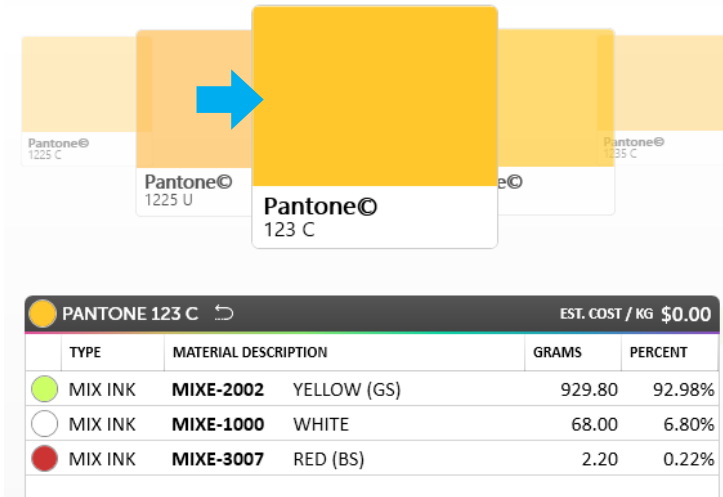 Pantone©
1225 C
Pantone©
1225 U
Pantone©
123 C
e©
Pantone©
1235 C
PANTONE 123 C EST. COST / KG $0.00
TYPE MATERIAL DESCRIPTION GRAMS PERCENT
MIX INK MIXE-2002 YELLOW (GS) 929.80 92.98%
MIX INK MIXE-1000 WHITE 68.00 6.80%
MIX INK MIXE-3007 RED (BS) 2.20 0.22%